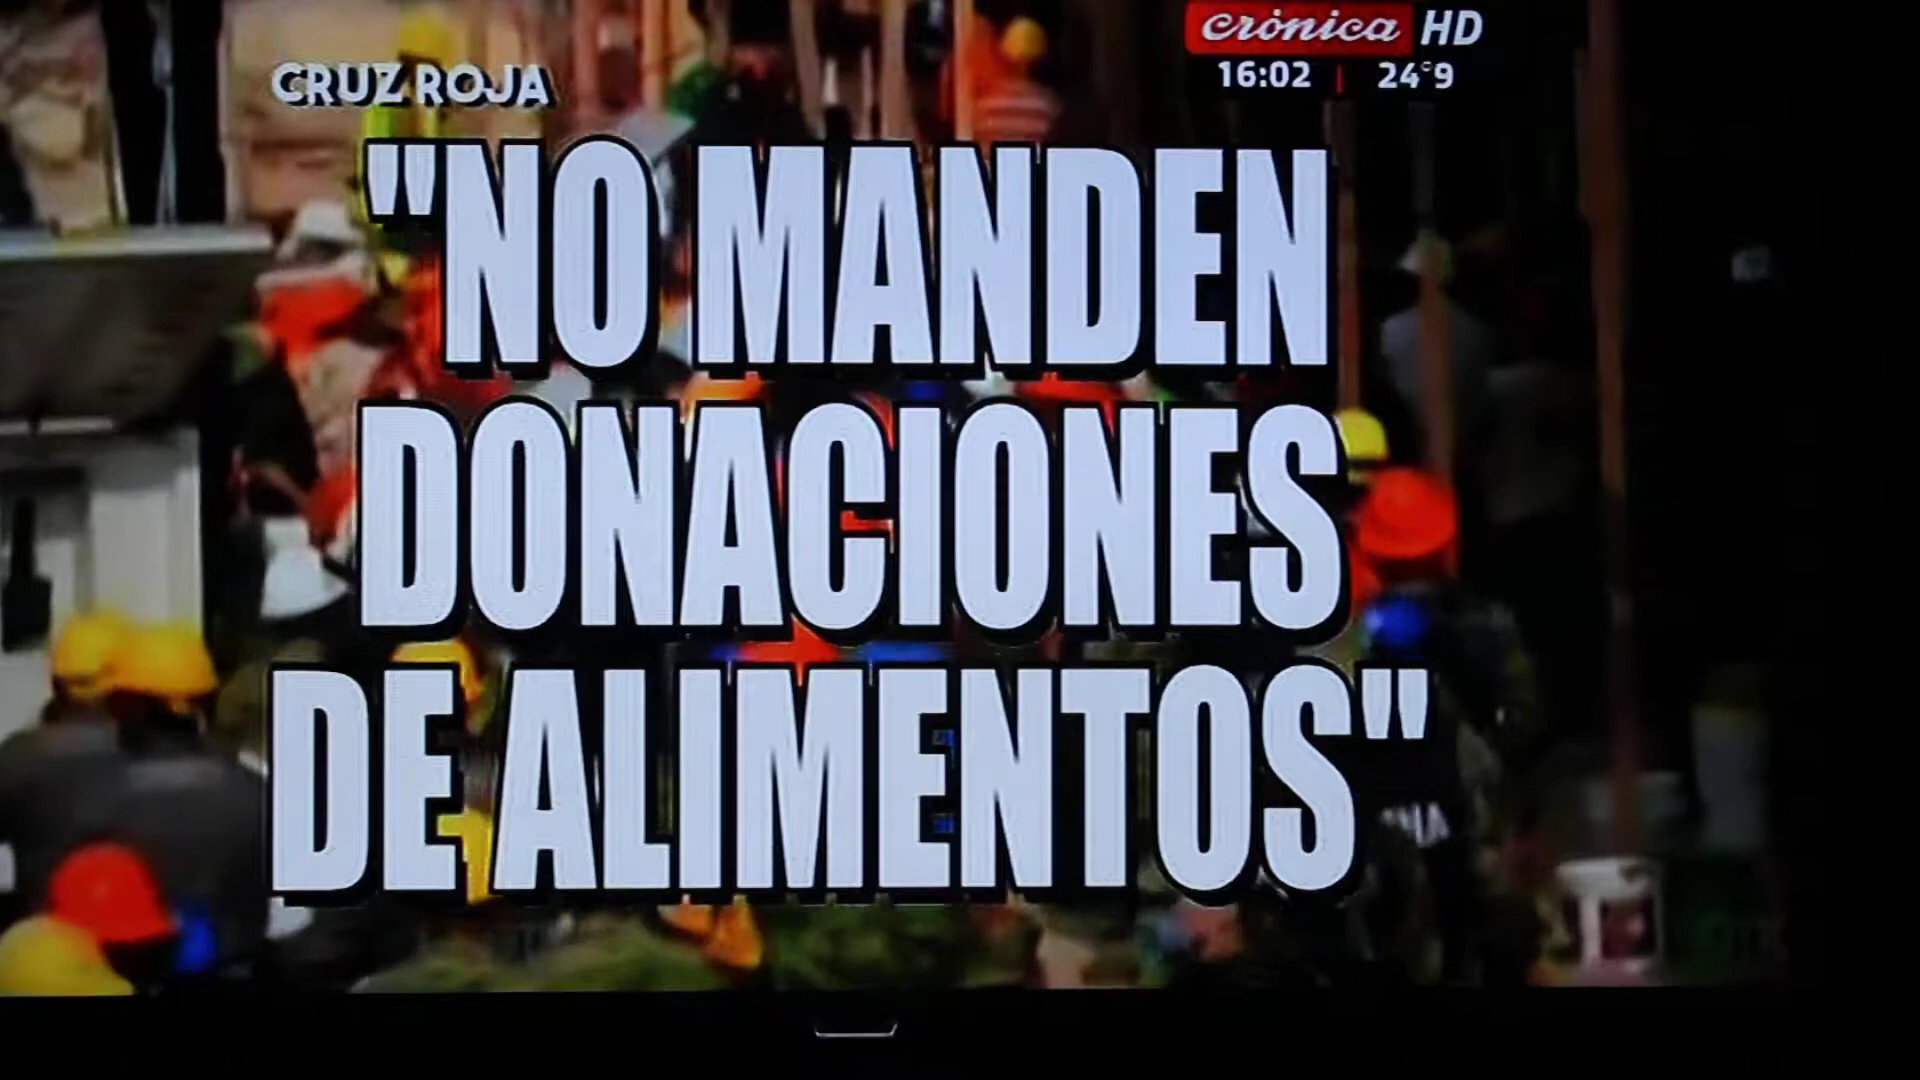 crónica HD
16:02 | 24°9
CRUZ ROJA
"NO MANDEN
DONACIONES
DE ALIMENTOS"